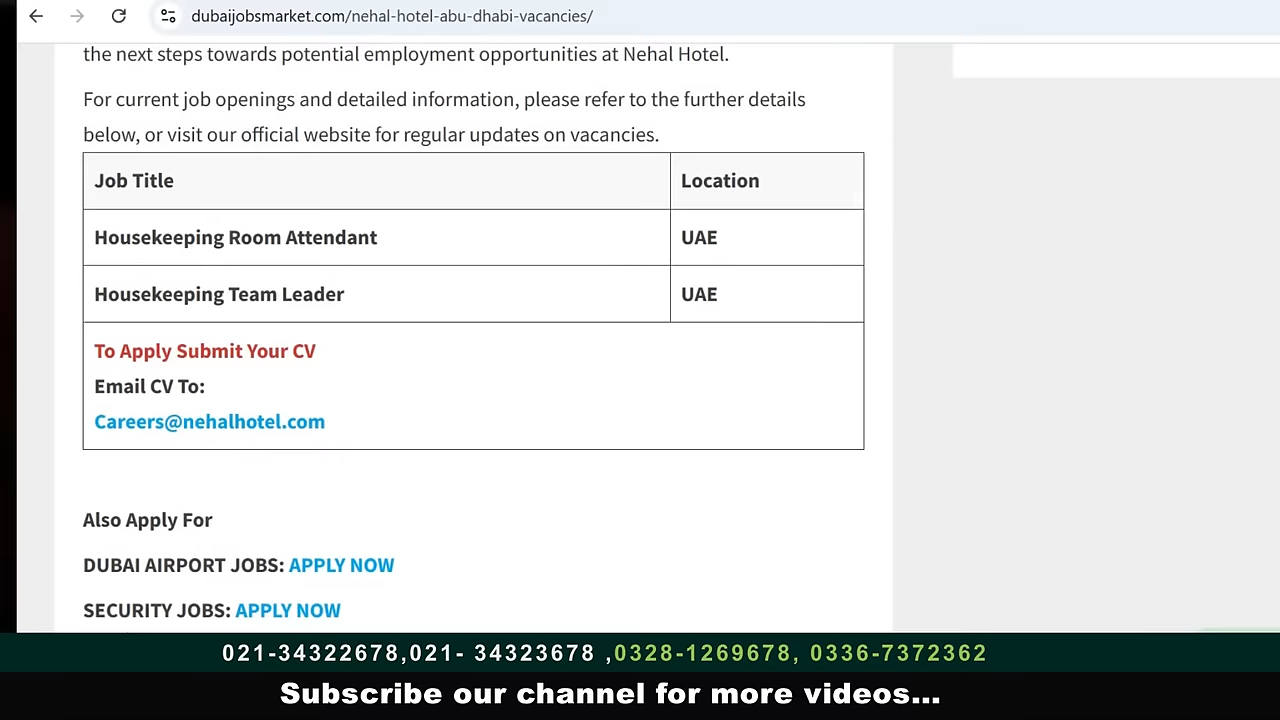 dubaijobsmarket.com/nehal-hotel-abu-dhabi-vacancies/
the next steps towards potential employment opportunities at Nehal Hotel.
For current job openings and detailed information, please refer to the further details
below, or visit our official website for regular updates on vacancies.
Job Title Location
Housekeeping Room Attendant UAE
Housekeeping Team Leader UAE
To Apply Submit Your CV
Email CV To:
Careers@nehalhotel.com
Also Apply For
DUBAI AIRPORT JOBS: APPLY NOW
SECURITY JOBS: APPLY NOW
021-34322678,021- 34323678 ,0328-1269678, 0336-7372362
Subscribe our channel for more videos...